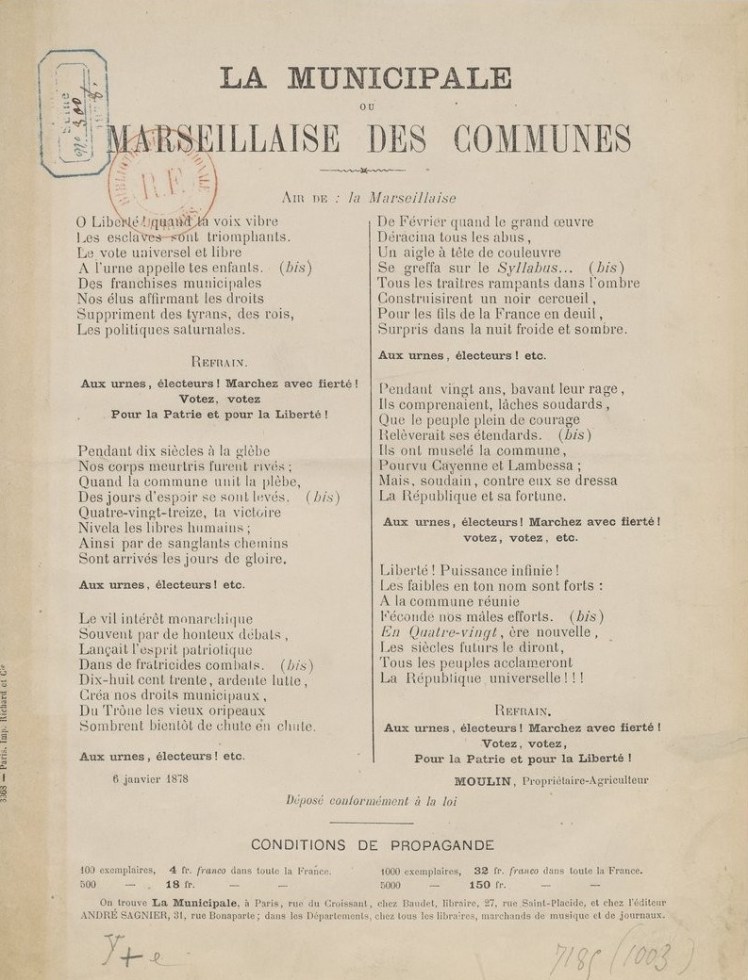 LA MUNICIPALE
OU
MARSEILLAISE DES COMMUNES
AIR DE : la Marseillaise
O Liberté ! quand ta voix vibre
Les esclaves sont triomphants.
Le vote universel et libre
A l'urne appelle tes enfants. (bis)
Des franchises municipales
Nos élus affirmant les droits
Suppriment des tyrans, des rois,
Les politiques saturnales.
REFRAIN.
Aux urnes, électeurs ! Marchez avec fierté !
Votez, votez
Pour la Patrie et pour la Liberté !
Pendant dix siècles à la glèbe
Nos corps meurtris furent rivés ;
Quand la commune unit la plèbe,
Des jours d'espoir se sont levés. (bis)
Quatre-vingt-treize, ta victoire
Nivela les libres humains ;
Ainsi par de sanglants chemins
Sont arrivés les jours de gloire.
Aux urnes, électeurs ! etc.
Le vil intérêt monarchique
Souvent par de honteux débats,
Lançait l'esprit patriotique
Dans de fratricides combats. (bis)
Dix-huit cent trente, ardente lutte,
Créa nos droits municipaux,
Du Trône les vieux oripeaux
Sombrent bientôt de chute en chute.
Aux urnes, électeurs ! etc.
6 janvier 1878
De Février quand le grand œuvre
Déracina tous les abus,
Un aigle à tête de couleuvre
Se greffa sur le Syllabus... (bis)
Tous les traîtres rampants dans l'ombre
Construisirent un noir cercueil,
Pour les fils de la France en deuil,
Surpris dans la nuit froide et sombre.
Aux urnes, électeurs ! etc.
Pendant vingt ans, bavant leur rage,
Ils comprenaient, lâches soudards,
Que le peuple plein de courage
Relèverait ses étendards. (bis)
Ils ont muselé la commune,
Pourvu Cayenne et Lambessa ;
Mais, soudain, contre eux se dressa
La République et sa fortune.
Aux urnes, électeurs ! Marchez avec fierté !
votez, votez, etc.
Liberté ! Puissance infinie !
Les faibles en ton nom sont forts :
A la commune réunie
Féconde nos mâles efforts. (bis)
En Quatre-vingt, ère nouvelle,
Les siècles futurs le diront,
Tous les peuples acclameront
La République universelle ! ! !
REFRAIN.
Aux urnes, électeurs ! Marchez avec fierté !
Votez, votez,
Pour la Patrie et pour la Liberté !
MOULIN, Propriétaire-Agriculteur
Déposé conformément à la loi
CONDITIONS DE PROPAGANDE
100 exemplaires, 4 fr. franco dans toute la France.
500 — 18 fr. — —
1000 exemplaires, 32 fr. franco dans toute la France.
5000 — 150 fr. — —
On trouve La Municipale, à Paris, rue du Croissant, chez Baudet, libraire, 27, rue Saint-Placide, et chez l'éditeur
ANDRÉ SAGNIER, 31, rue Bonaparte ; dans les Départements, chez tous les libraires, marchands de musique et de journaux.
3368 — Paris. Imp. Richard et Cie
R.F.
Y+e
7185 (1003)